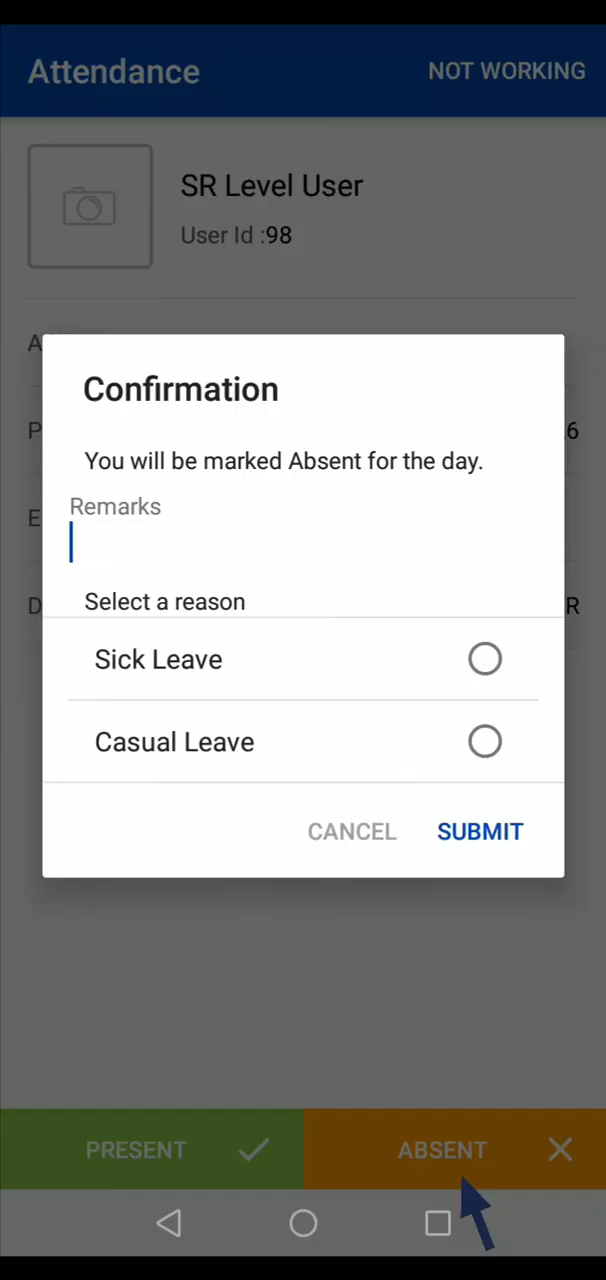 Attendance NOT WORKING
SR Level User
User Id :98
A
Confirmation
P 6
You will be marked Absent for the day.
Remarks
E
Select a reason
D R
Sick Leave
Casual Leave
CANCEL SUBMIT
PRESENT ABSENT